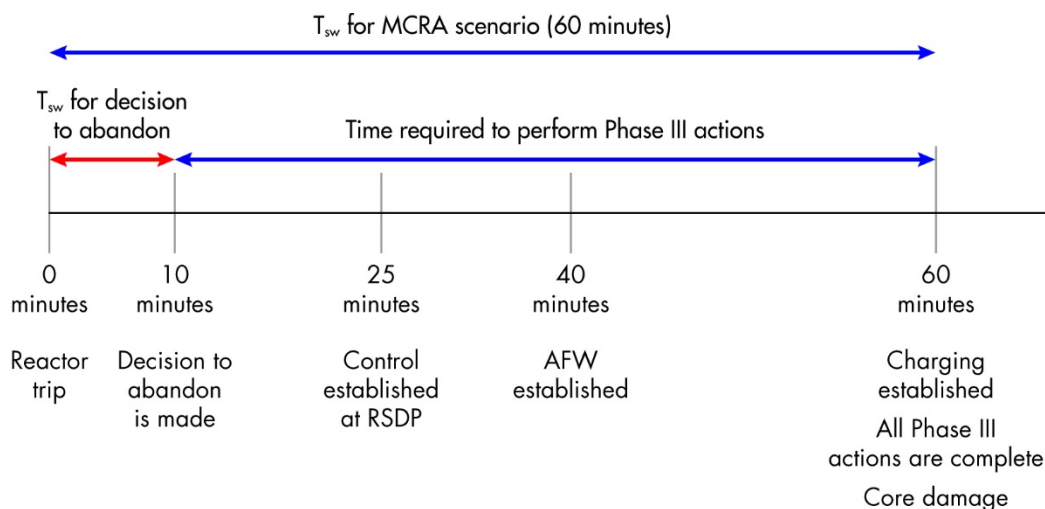 T_sw for MCRA scenario (60 minutes)
T_sw for decision
to abandon
Time required to perform Phase III actions
0
minutes
10
minutes
25
minutes
40
minutes
60
minutes
Reactor
trip
Decision to
abandon
is made
Control
established
at RSDP
AFW
established
Charging
established
All Phase III
actions are complete
Core damage